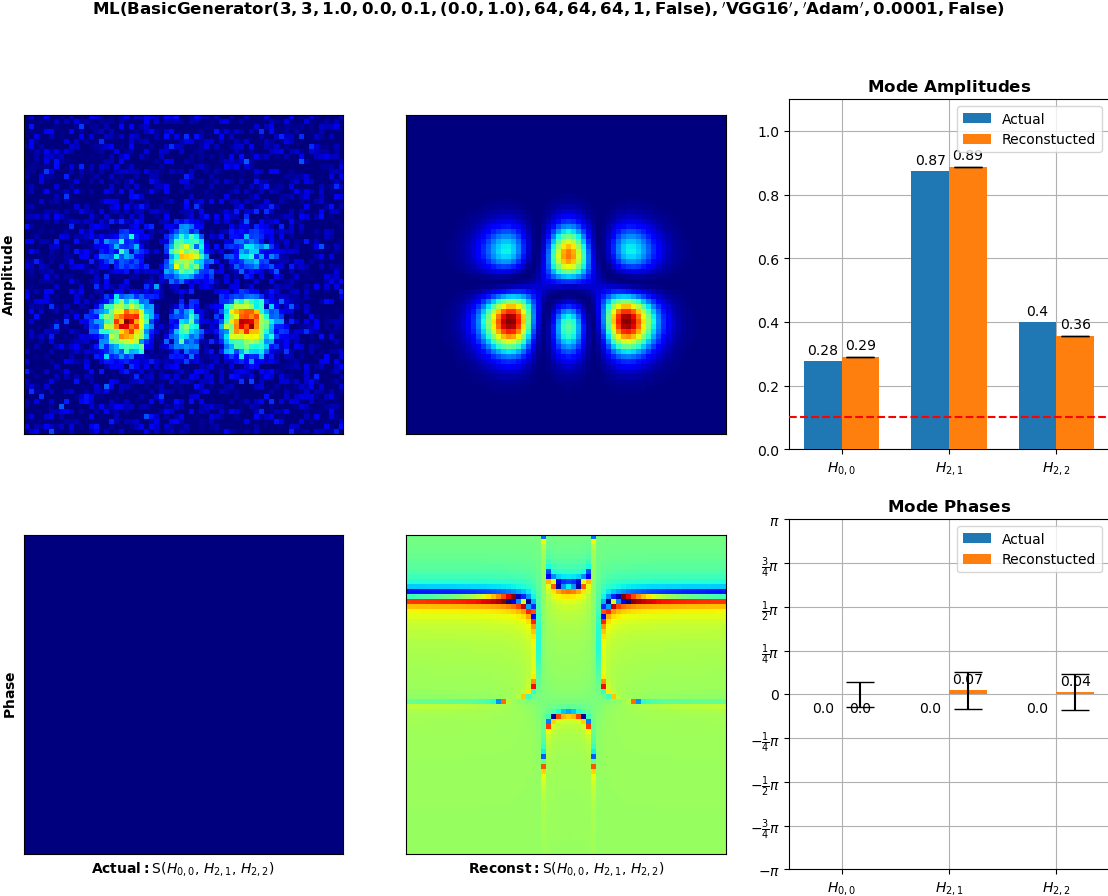 ML(BasicGenerator(3, 3, 1.0, 0.0, 0.1, (0.0, 1.0), 64, 64, 64, 1, False), ′VGG16′, ′Adam′, 0.0001, False)
Amplitude
Mode Amplitudes
Actual
Reconstucted
1.0
0.8
0.6
0.4
0.2
0.0
0.28
0.29
0.87
0.89
0.4
0.36
H0,0
H2,1
H2,2
Phase
Actual: S(H0,0, H2,1, H2,2)
Reconst: S(H0,0, H2,1, H2,2)
Mode Phases
Actual
Reconstucted
π
3/4π
1/2π
1/4π
0
−1/4π
−1/2π
−3/4π
−π
0.0
0.0
0.0
0.07
0.0
0.04
H0,0
H2,1
H2,2